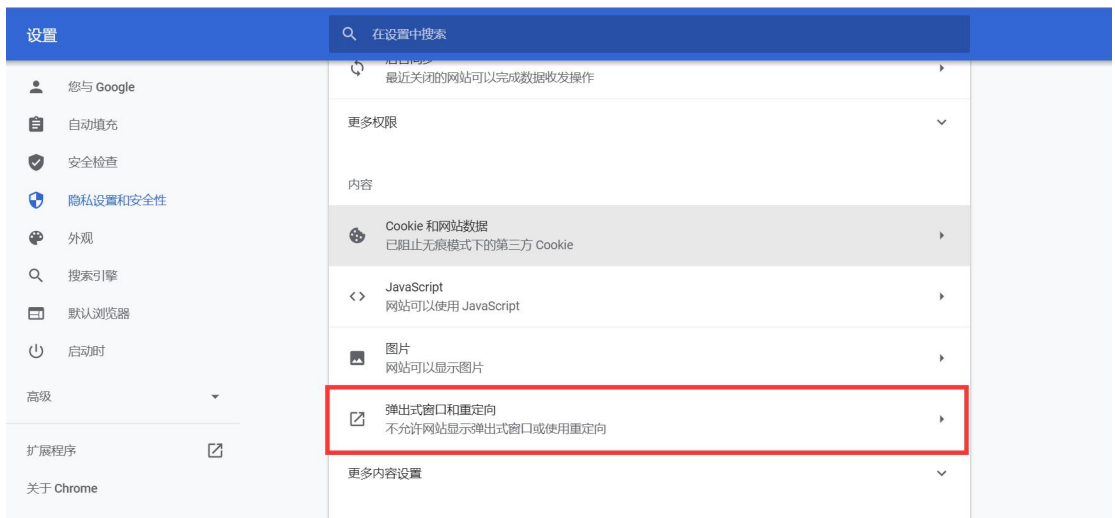 设置
在设置中搜索
您与 Google
自动填充
安全检查
隐私设置和安全性
外观
搜索引擎
默认浏览器
启动时
高级
扩展程序
关于 Chrome
最近关闭的网站可以完成数据收发操作
更多权限
内容
Cookie 和网站数据
已阻止无痕模式下的第三方 Cookie
JavaScript
网站可以使用 JavaScript
图片
网站可以显示图片
弹出式窗口和重定向
不允许网站显示弹出式窗口或使用重定向
更多内容设置